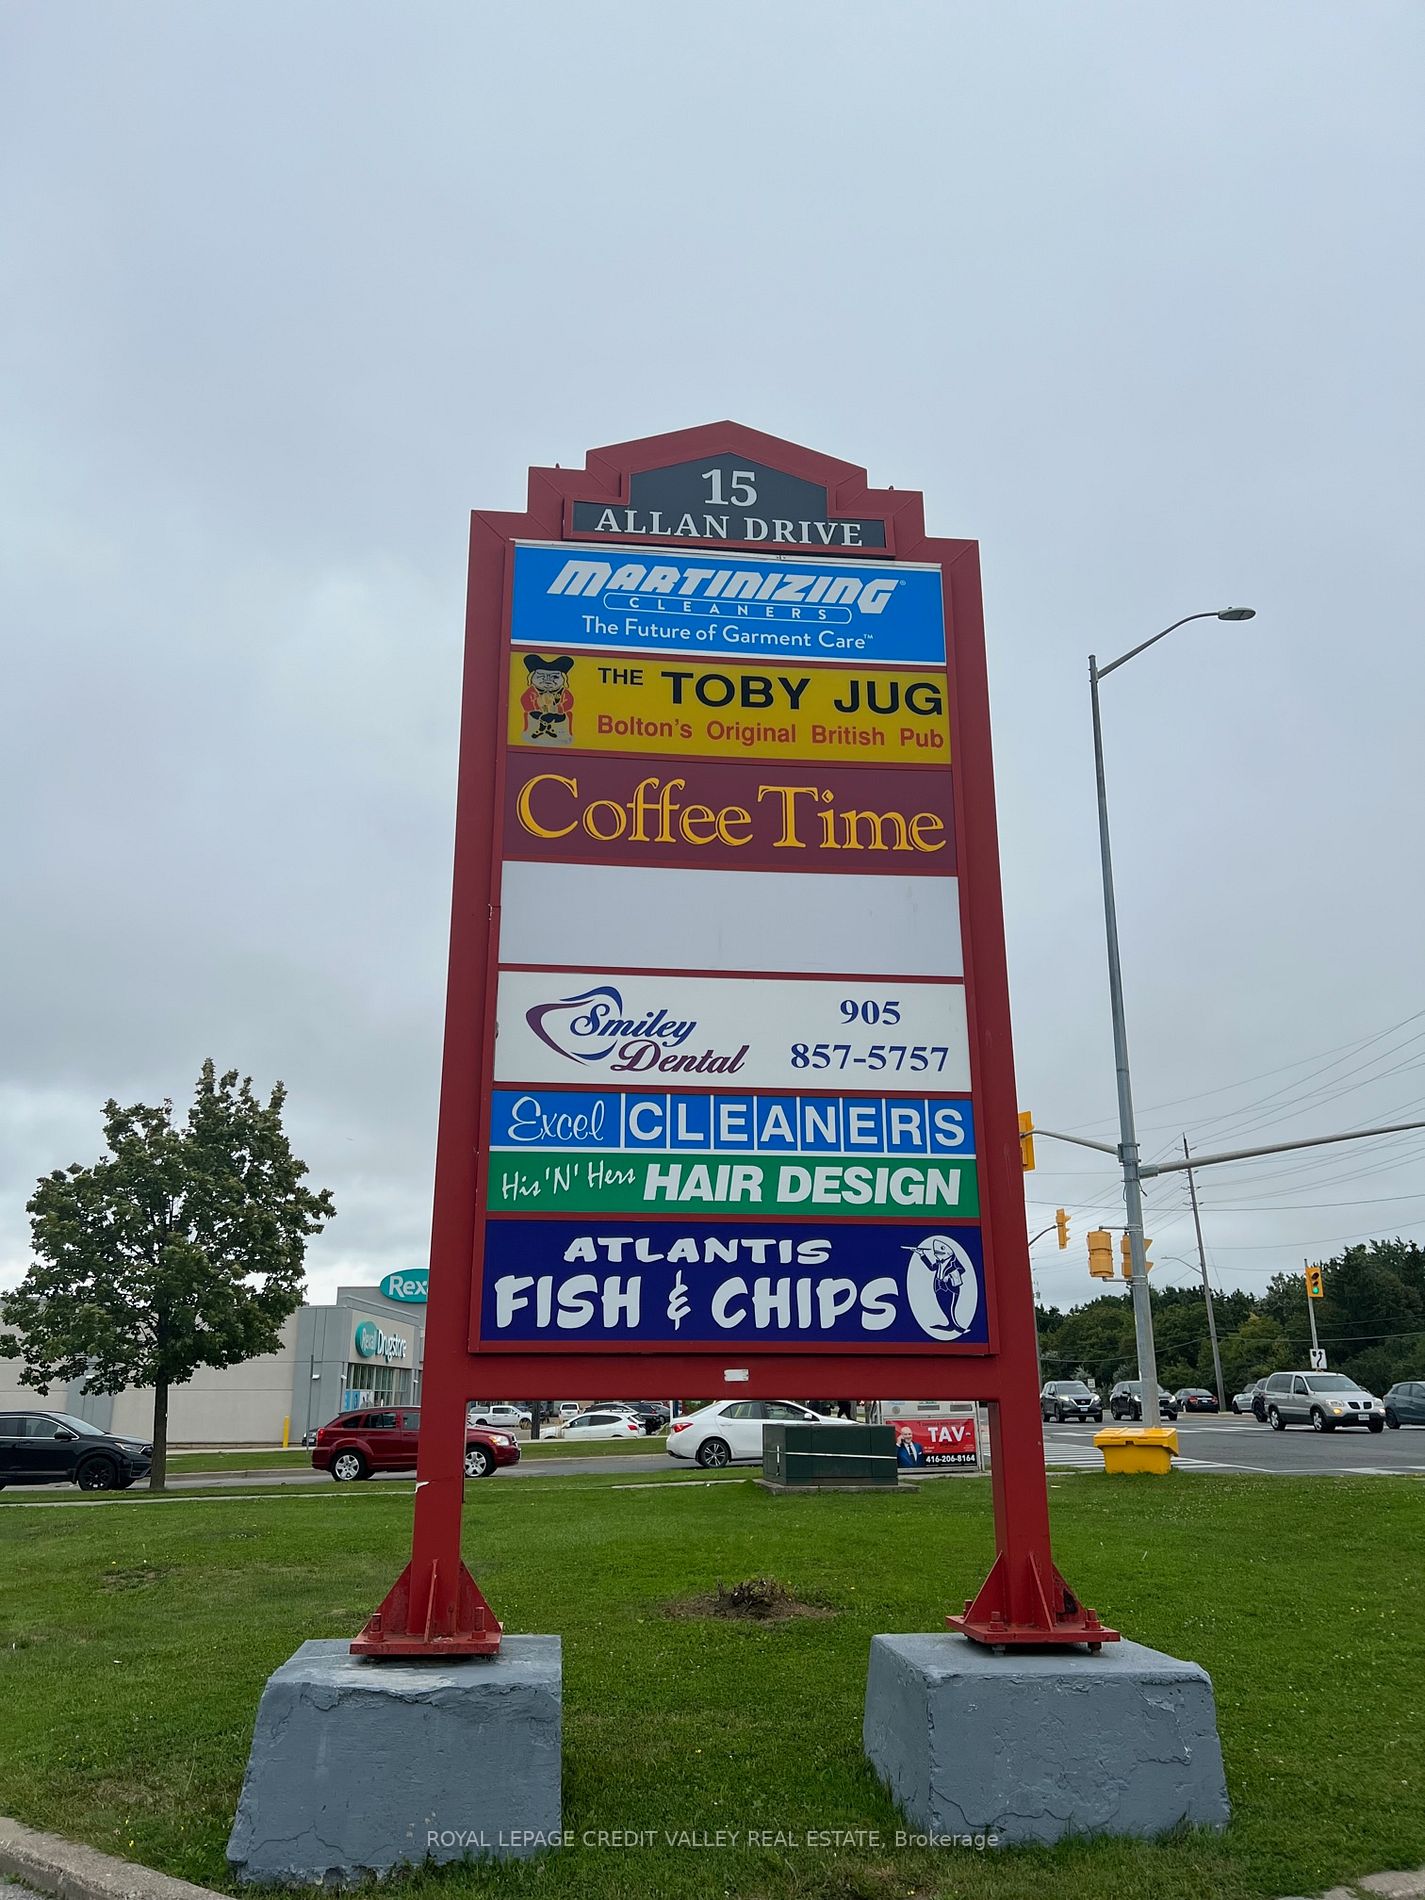 15
ALLAN DRIVE
MARTINIZING®
CLEANERS
The Future of Garment Care™
THE TOBY JUG
Bolton's Original British Pub
Coffee Time
Smiley
Dental
905
857-5757
Excel CLEANERS
His 'N' Hers HAIR DESIGN
ATLANTIS
FISH & CHIPS
Rex
Rexall Drugstore
TAV
416-206-8164
ROYAL LEPAGE CREDIT VALLEY REAL ESTATE, Brokerage